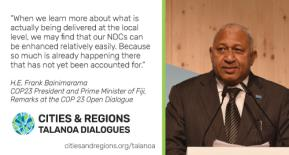 "When we learn more about what is
actually being delivered at the local
level, we may find that our NDCs can
be enhanced relatively easily. Because
so much is already happening there
that has not yet been accounted for."
H.E. Frank Bainimarama
COP23 President and Prime Minister of Fiji,
Remarks at the COP 23 Open Dialogue
CITIES & REGIONS
TALANOA DIALOGUES
citiesandregions.org/talanoa